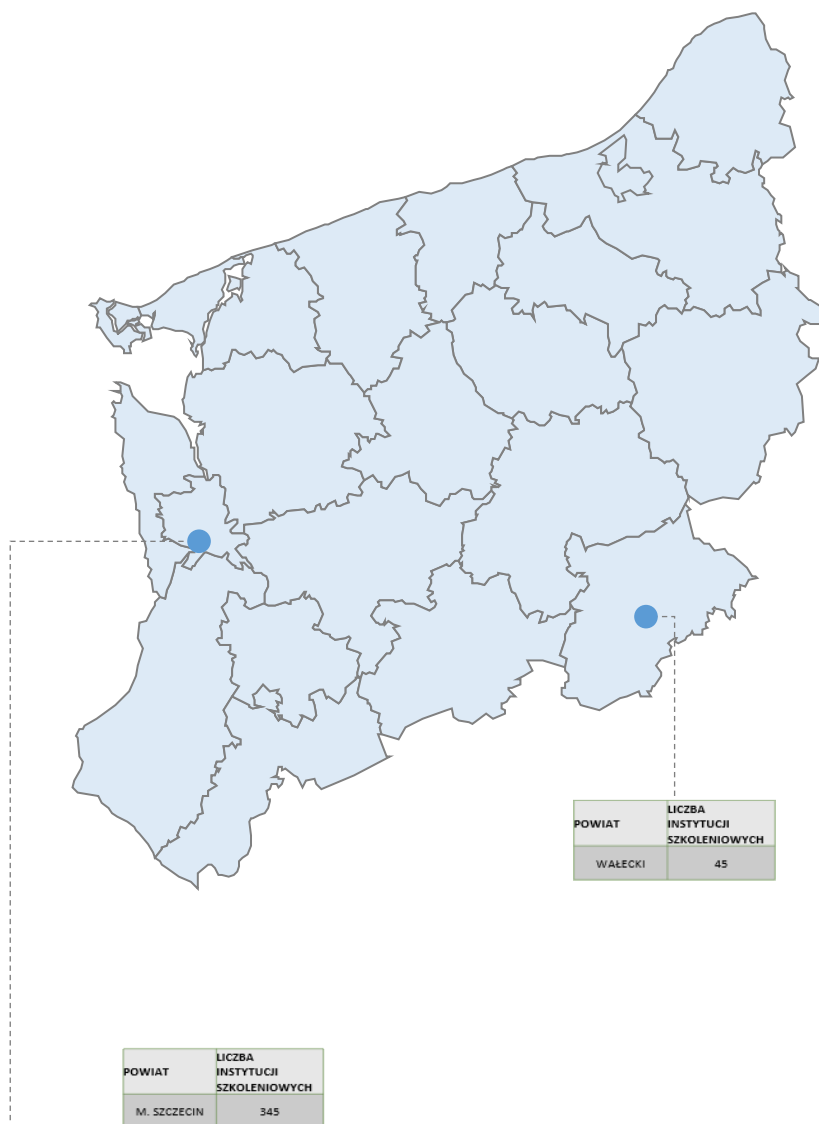 POWIAT
LICZBA
INSTYTUCJI
SZKOLENIOWYCH
WAŁECKI 45
POWIAT
LICZBA
INSTYTUCJI
SZKOLENIOWYCH
M. SZCZECIN 345